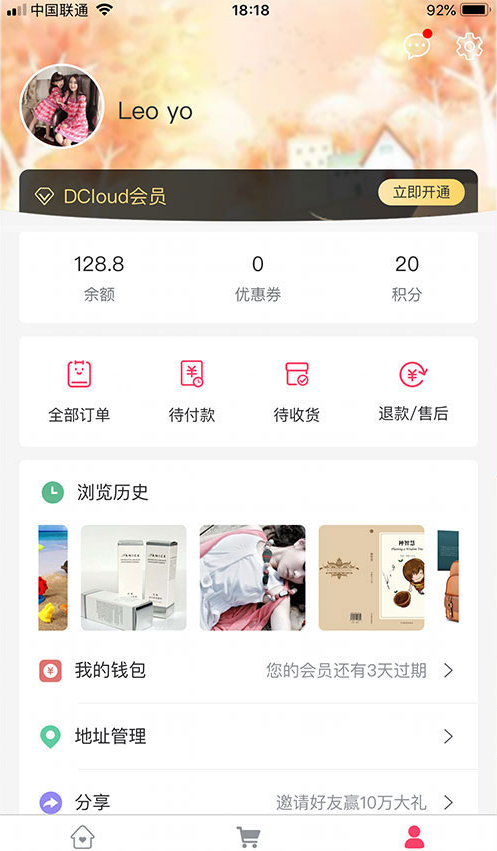 中国联通
18:18
92%
Leo yo
DCloud会员
立即开通
128.8
0
20
余额
优惠券
积分
全部订单
待付款
待收货
退款/售后
浏览历史
种智慧
我的钱包
您的会员还有3天过期
地址管理
分享
邀请好友赢10万大礼